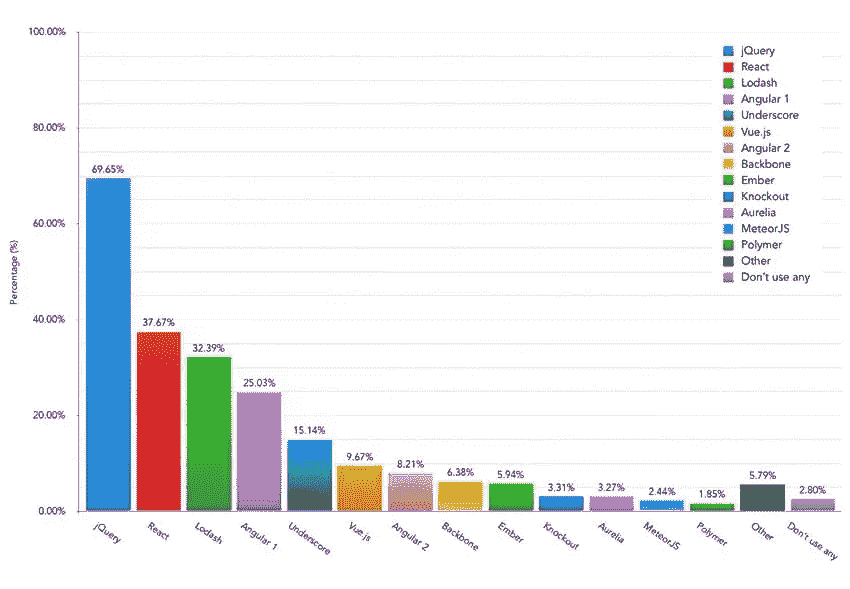 100.00%
80.00%
60.00%
40.00%
20.00%
0.00%
Percentage (%)
69.65%
37.67%
32.39%
25.03%
15.14%
9.67%
8.21%
6.38%
5.94%
3.31%
3.27%
2.44%
1.85%
5.79%
2.80%
jQuery
React
Lodash
Angular 1
Underscore
Vue.js
Angular 2
Backbone
Ember
Knockout
Aurelia
MeteorJS
Polymer
Other
Don't use any
jQuery
React
Lodash
Angular 1
Underscore
Vue.js
Angular 2
Backbone
Ember
Knockout
Aurelia
MeteorJS
Polymer
Other
Don't use any